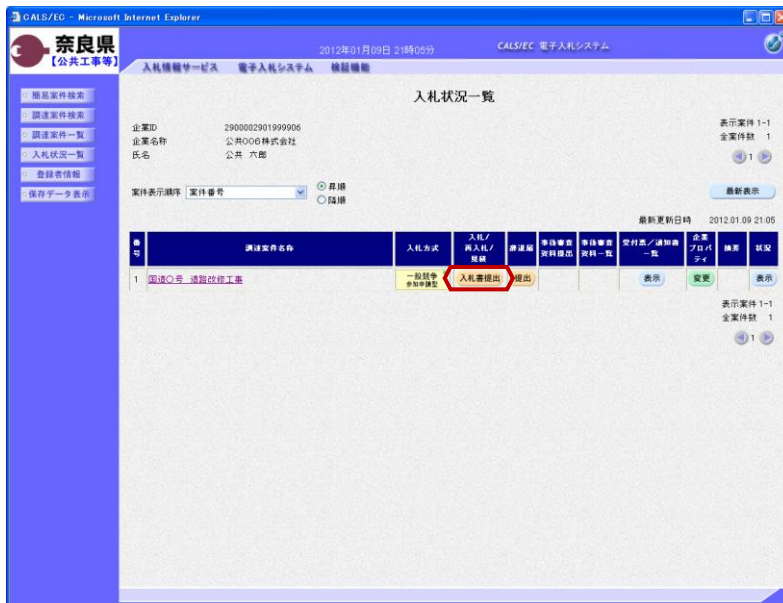 CALS/EC - Microsoft Internet Explorer
奈良県
【公共工事等】
2012年01月09日 21時05分
CALS/EC 電子入札システム
入札情報サービス 電子入札システム 検証機能
簡易案件検索
調達案件検索
調達案件一覧
入札状況一覧
登録者情報
保存データ表示
入札状況一覧
企業ID 2900002901999906
企業名称 公共006株式会社
氏名 公共 六郎
表示案件 1-1
全案件数 1
1
案件表示順序 案件番号
昇順
降順
最新表示
最新更新日時 2012.01.09 21:05
番号 調達案件名称 入札方式 入札/再入札/見積 辞退届 事後審査資料提出 事後審査資料一覧 受付票/通知書一覧 企業プロパティ 摘要 状況
1 国道〇号 道路改修工事 一般競争 参加申請型 入札書提出 提出 表示 変更 表示
表示案件 1-1
全案件数 1
1